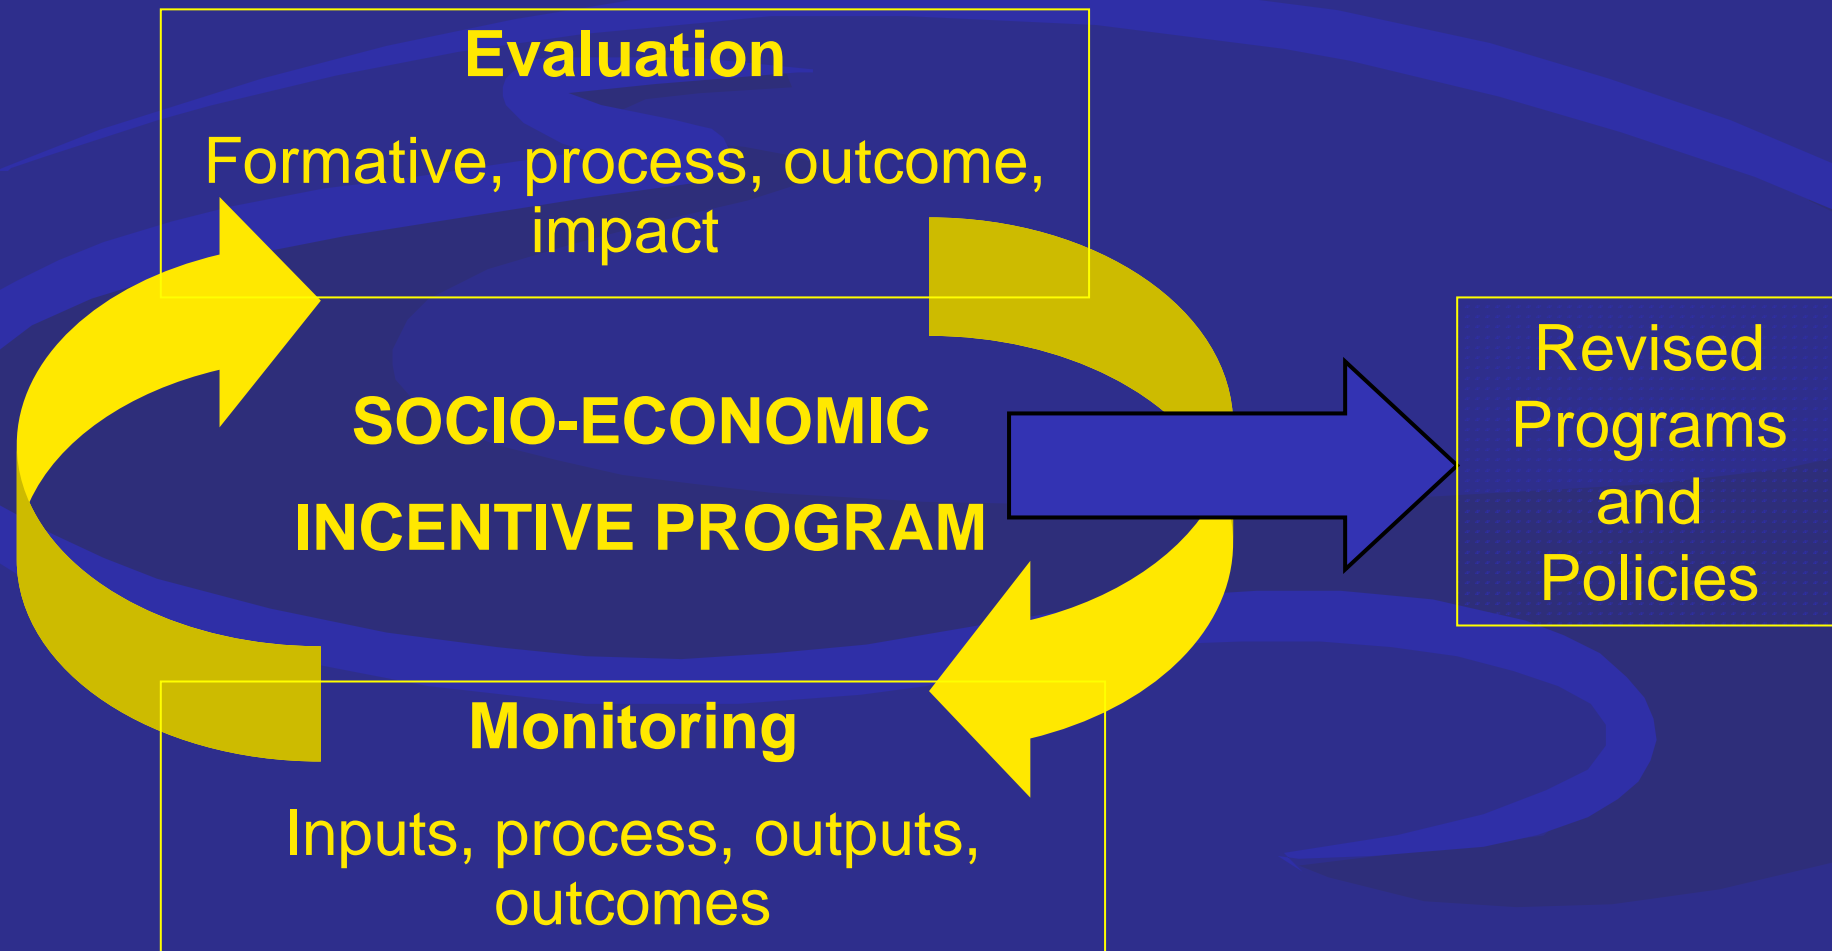 Evaluation
Formative, process, outcome,
impact
SOCIO-ECONOMIC
INCENTIVE PROGRAM
Revised
Programs
and
Policies
Monitoring
Inputs, process, outputs,
outcomes